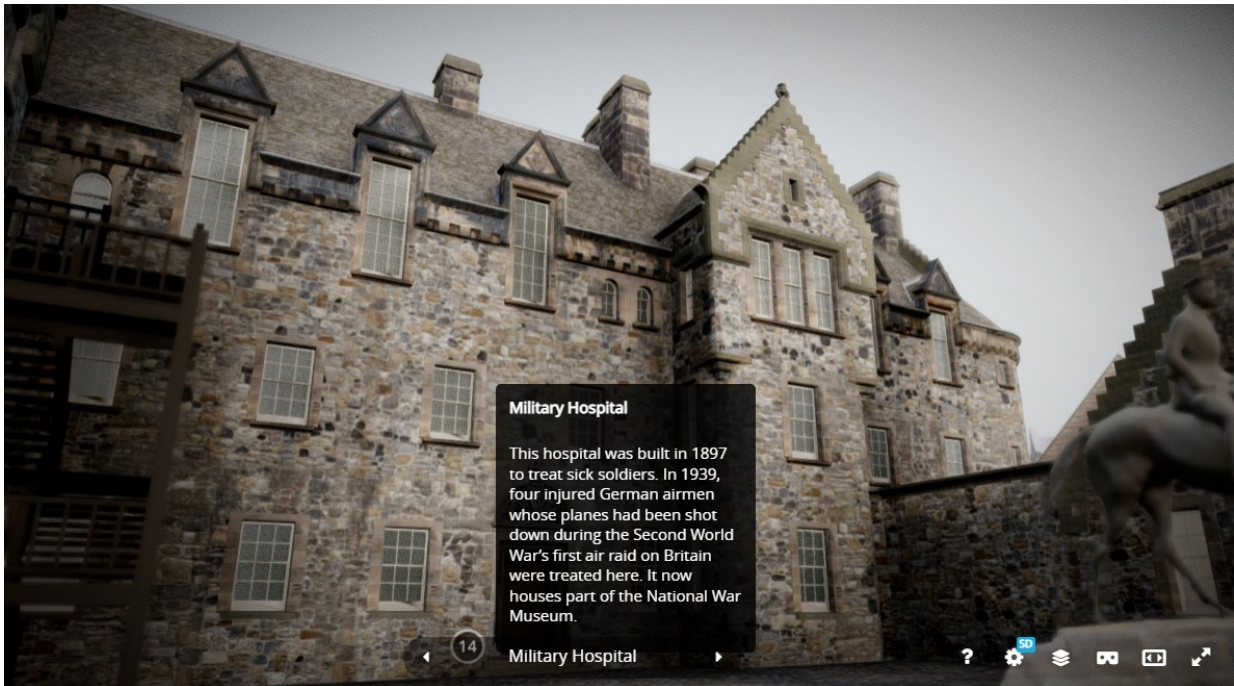 Military Hospital
This hospital was built in 1897
to treat sick soldiers. In 1939,
four injured German airmen
whose planes had been shot
down during the Second World
War's first air raid on Britain
were treated here. It now
houses part of the National War
Museum.
14
Military Hospital
?
SD